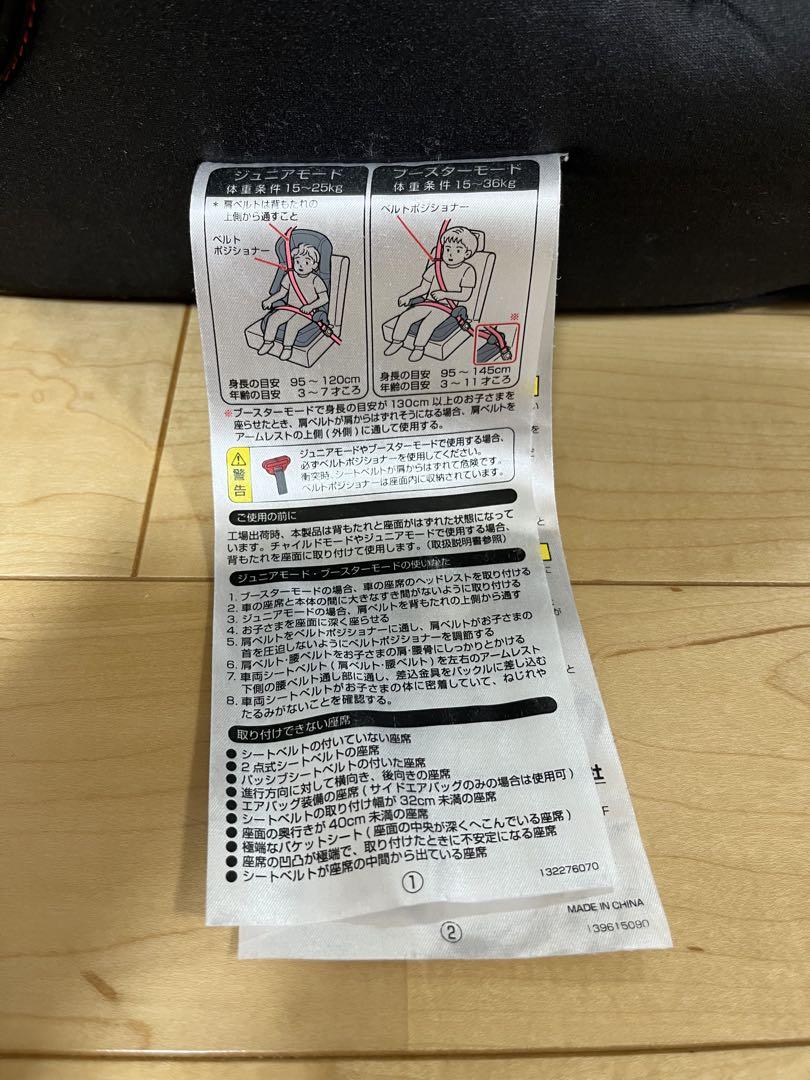 ジュニアモード
体重条件 15~25kg
* 肩ベルトは背もたれの
上側から通すこと
ベルト
ポジショナー
身長の目安 95 ~ 120cm
年齢の目安 3 ~ 7 才ころ
ブースターモード
体重条件 15~36kg
ベルトポジショナー
※
身長の目安 95 ~ 145cm
年齢の目安 3 ~ 11 才ころ
※ブースターモードで身長の目安が 130cm 以上のお子さまを
座らせたとき、肩ベルトが肩からはずれそうになる場合、肩ベルトを
アームレストの上側 (外側) に通して使用する。
警告
ジュニアモードやブースターモードで使用する場合、
必ずベルトポジショナーを使用してください。
衝突時、シートベルトが肩からはずれて危険です。
ベルトポジショナーは座面内に収納されています。
ご使用の前に
工場出荷時、本製品は背もたれと座面がはずれた状態になって
います。チャイルドモードやジュニアモードで使用する場合、
背もたれを座面に取り付けて使用します。(取扱説明書参照)
ジュニアモード・ブースターモードの使いかた
1. ブースターモードの場合、車の座席のヘッドレストを取り付ける
2. 車の座席と本体の間に大きなすき間がないように取り付ける
3. ジュニアモードの場合、肩ベルトを背もたれの上側から通す
4. お子さまを座面に深く座らせる
5. 肩ベルトをベルトポジショナーに通し、肩ベルトがお子さまの
首を圧迫しないようにベルトポジショナーを調節する
6. 肩ベルト・腰ベルトをお子さまの肩・腰骨にしっかりとかける
7. 車両シートベルト (肩ベルト・腰ベルト) を左右のアームレスト
下側の腰ベルト通し部に通し、差込金具をバックルに差し込む
8. 車両シートベルトがお子さまの体に密着していて、ねじれや
たるみがないことを確認する。
取り付けできない座席
● シートベルトの付いていない座席
● 2 点式シートベルトの座席
● パッシブシートベルトの付いた座席
● 進行方向に対して横向き、後向きの座席
● エアバッグ装備の座席 (サイドエアバッグのみの場合は使用可)
● シートベルトの取り付け幅が 32cm 未満の座席
● 座面の奥行きが 40cm 未満の座席
● 極端なバケットシート (座面の中央が深くへこんでいる座席)
● 座席の凹凸が極端で、取り付けたときに不安定になる座席
● シートベルトが座席の中間から出ている座席
①
132276070
社
F
MADE IN CHINA
②
139615090